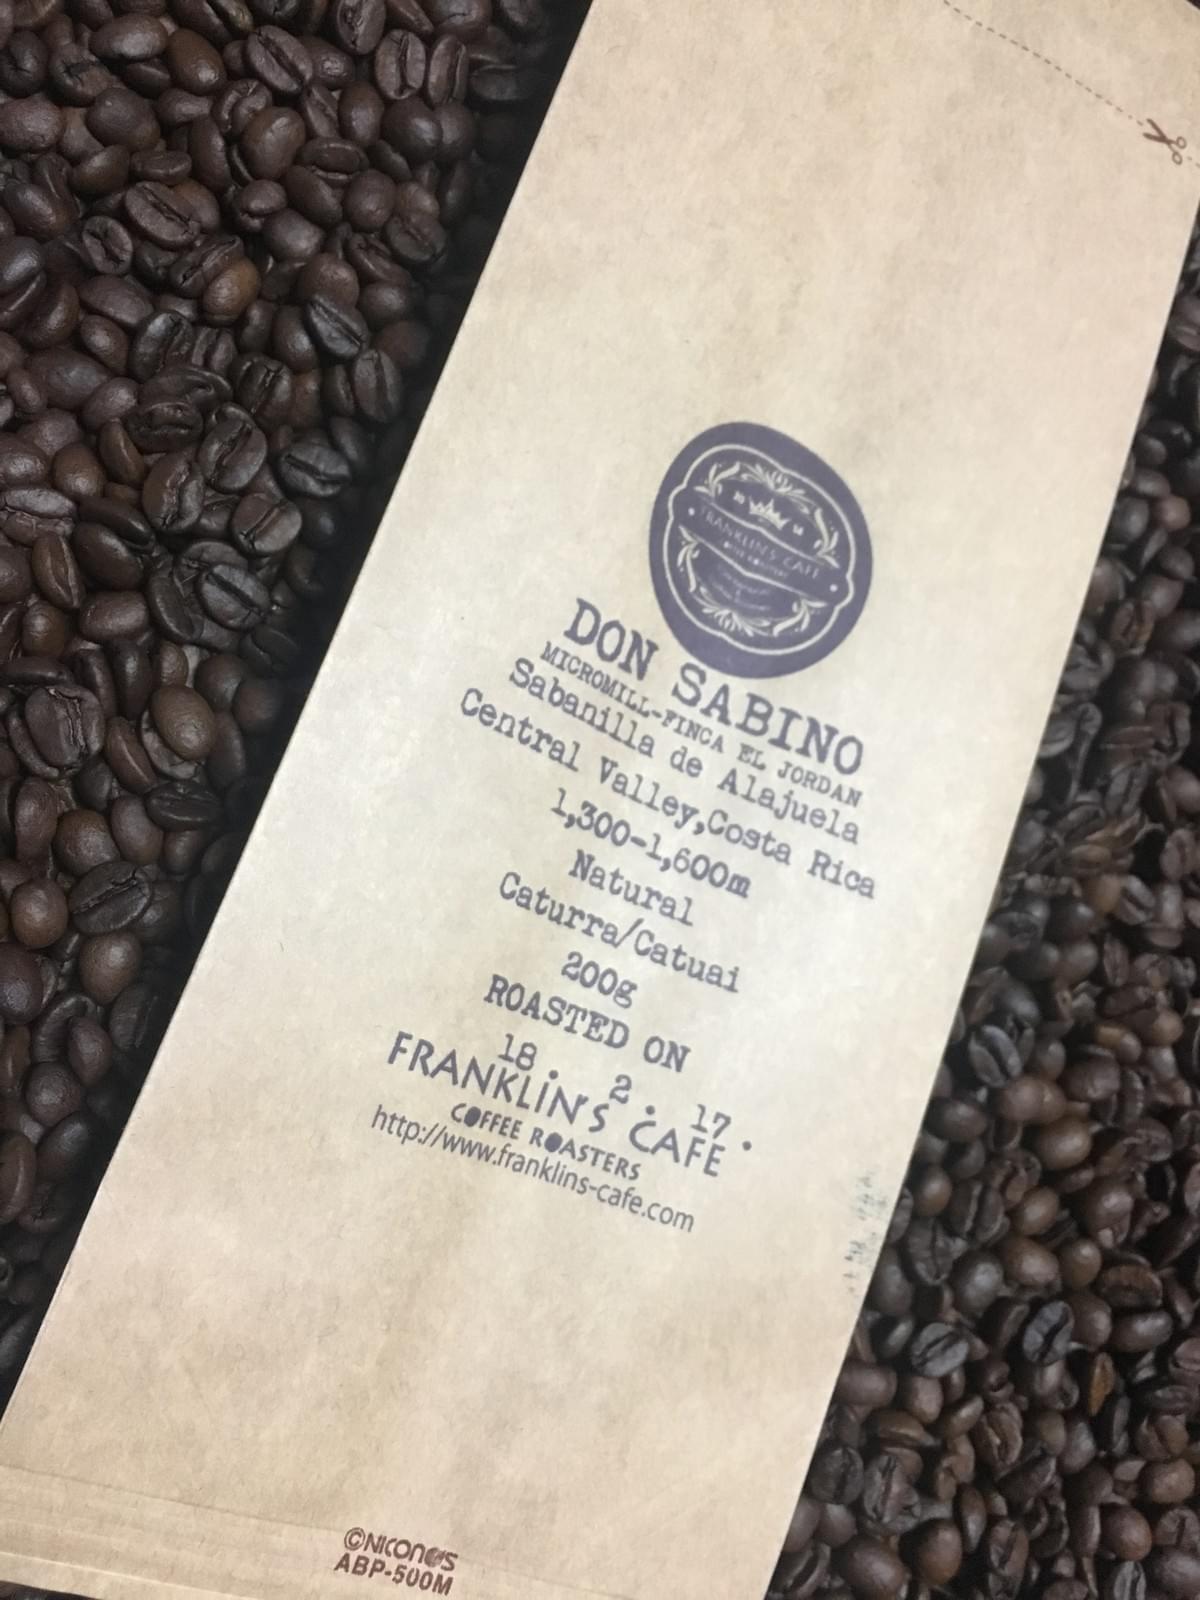 FRANKLIN'S CAFE
DON SABINO
MICROMILL-FINCA EL JORDAN
Sabanilla de Alajuela
Central Valley,Costa Rica
1,300-1,600m
Natural
Caturra/Catuai
200g
ROASTED ON
18. 2. 17.
FRANKLIN'S CAFE
COFFEE ROASTERS
http://www.franklins-cafe.com
©NICONOS
ABP-500M